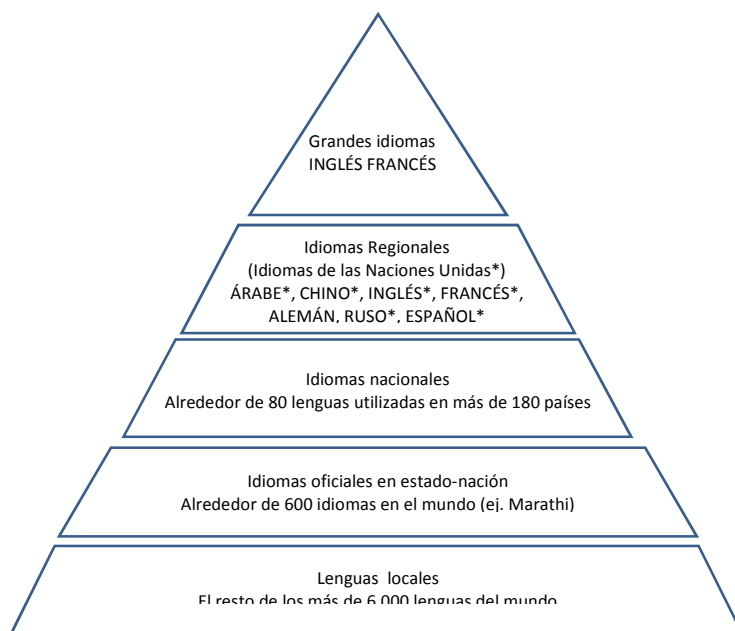 Grandes idiomas
INGLÉS FRANCÉS
Idiomas Regionales
(Idiomas de las Naciones Unidas*)
ÁRABE*, CHINO*, INGLÉS*, FRANCÉS*,
ALEMÁN, RUSO*, ESPAÑOL*
Idiomas nacionales
Alrededor de 80 lenguas utilizadas en más de 180 países
Idiomas oficiales en estado-nación
Alrededor de 600 idiomas en el mundo (ej. Marathi)
Lenguas locales
El resto de los más de 6.000 lenguas del mundo